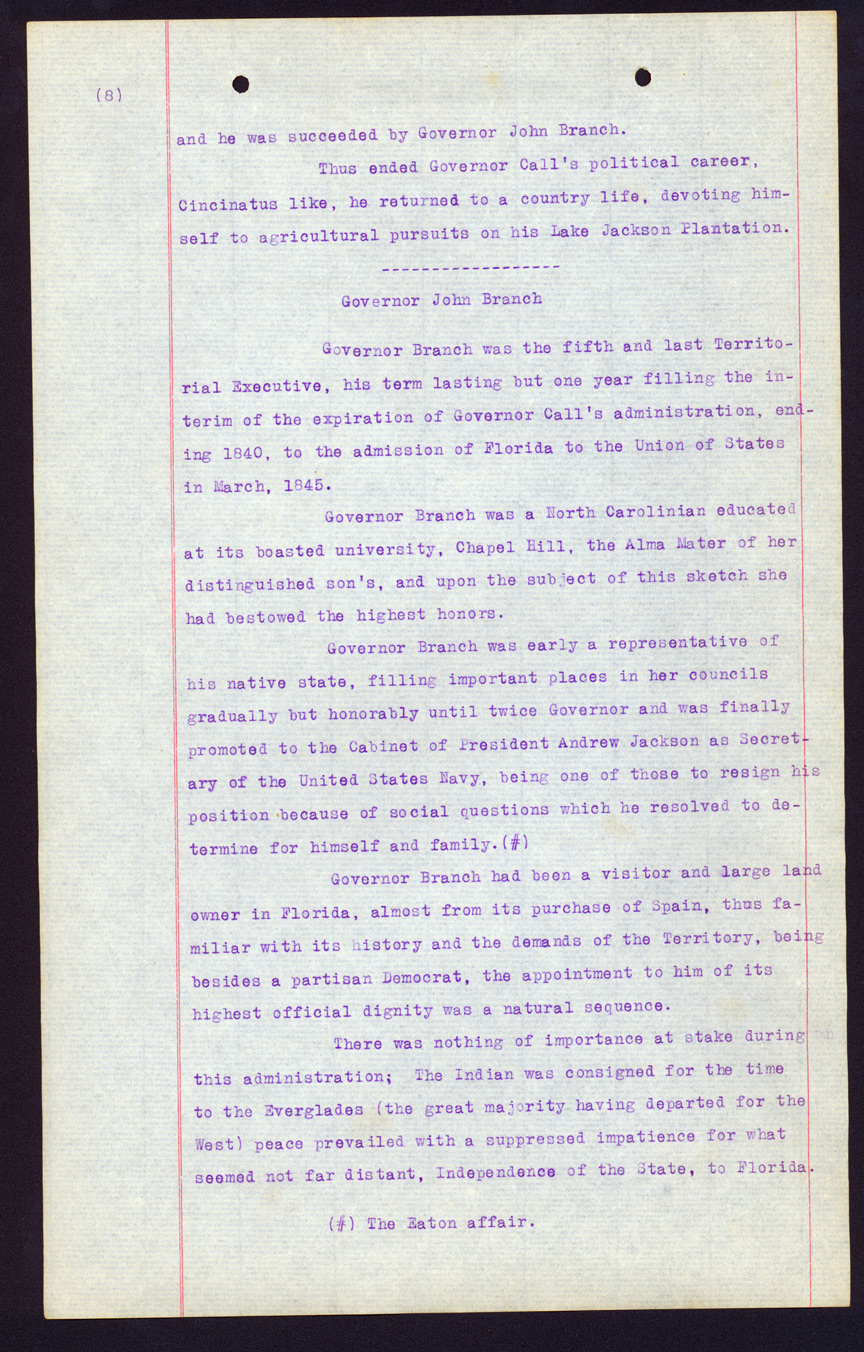 (8)
and he was succeeded by Governor John Branch.
Thus ended Governor Call's political career,
Cincinatus like, he returned to a country life, devoting him-
self to agricultural pursuits on his Lake Jackson Plantation.
------------------
Governor John Branch
Governor Branch was the fifth and last Territo-
rial Executive, his term lasting but one year filling the in-
terim of the expiration of Governor Call's administration, end-
ing 1840, to the admission of Florida to the Union of States
in March, 1845.
Governor Branch was a North Carolinian educated
at its boasted university, Chapel Hill, the Alma Mater of her
distinguished son's, and upon the subject of this sketch she
had bestowed the highest honors.
Governor Branch was early a representative of
his native state, filling important places in her councils
gradually but honorably until twice Governor and was finally
promoted to the Cabinet of President Andrew Jackson as Secret-
ary of the United States Navy, being one of those to resign his
position because of social questions which he resolved to de-
termine for himself and family.(#)
Governor Branch had been a visitor and large land
owner in Florida, almost from its purchase of Spain, thus fa-
miliar with its history and the demands of the Territory, being
besides a partisan Democrat, the appointment to him of its
highest official dignity was a natural sequence.
There was nothing of importance at stake during
this administration; The Indian was consigned for the time
to the Everglades (the great majority having departed for the
West) peace prevailed with a suppressed impatience for what
seemed not far distant, Independence of the State, to Florida.
(#) The Eaton affair.